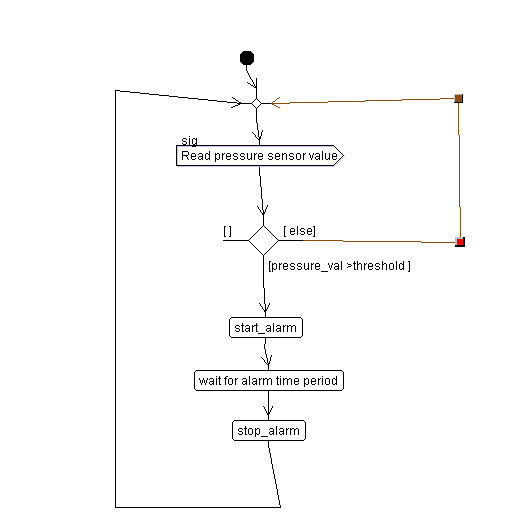 sig
Read pressure sensor value
[ ]
[ else]
[pressure_val >threshold ]
start_alarm
wait for alarm time period
stop_alarm